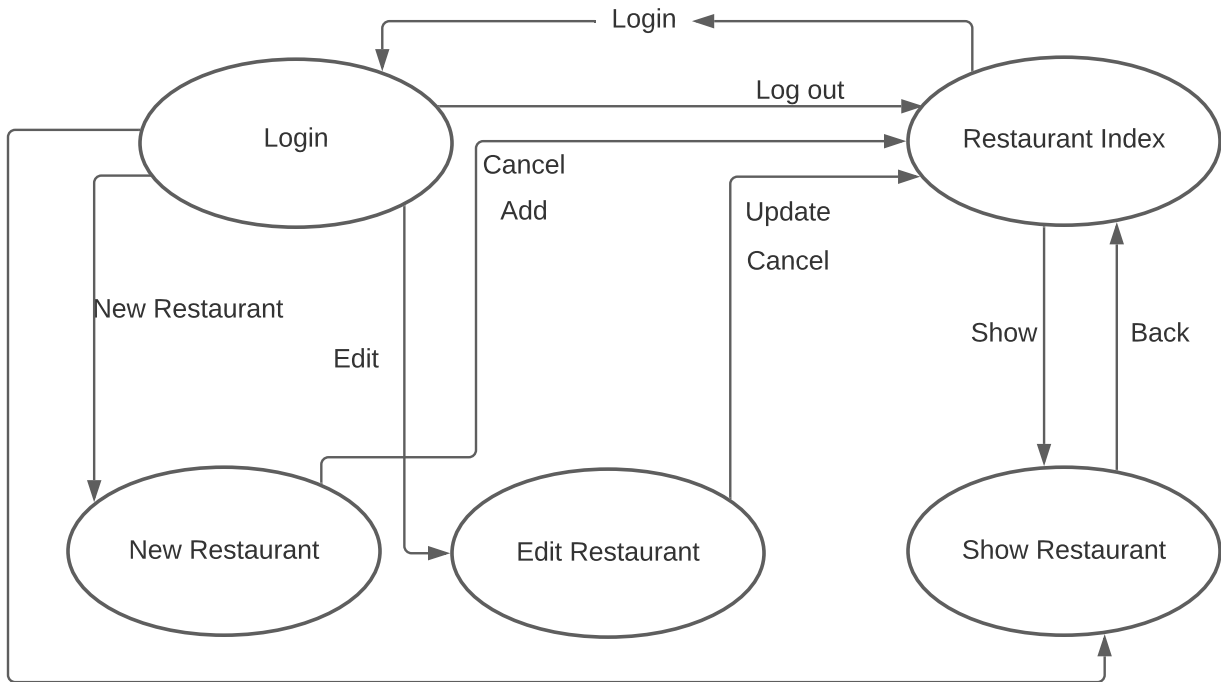 Login
Log out
Login
Restaurant Index
Cancel
Add
Update
Cancel
New Restaurant
Edit
Show
Back
New Restaurant
Edit Restaurant
Show Restaurant